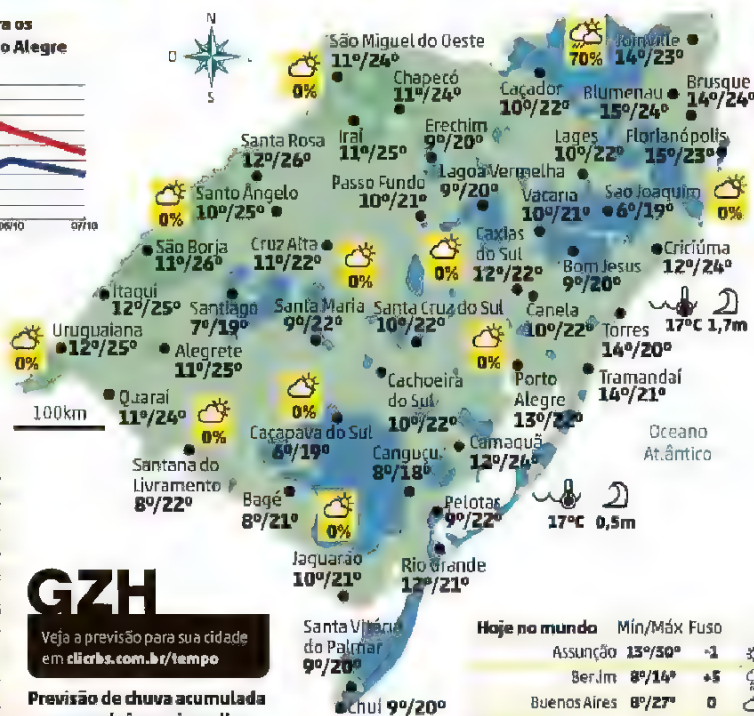 ra os
o Alegre
06/10
07/10
N
O
S
São Miguel do Oeste
11º/24º
0%
Chapecó
11º/24º
70%
Joinville
14º/23º
Caçador
10º/22º
Blumenau
15º/24º
Brusque
14º/24º
Iraí
11º/25º
Erechim
9º/20º
Lages
10º/22º
Florianópolis
15º/23º
Santa Rosa
12º/26º
Lagoa Vermelha
9º/20º
Passo Fundo
10º/21º
Santo Ângelo
10º/25º
0%
Vacaria
10º/21º
São Joaquim
6º/19º
0%
São Borja
11º/26º
Cruz Alta
11º/22º
0%
0%
Caxias
do Sul
12º/22º
Bom Jesus
9º/20º
Criciúma
12º/24º
Itaqui
12º/25º
Santiago
7º/19º
Santa Maria
9º/22º
Santa Cruz do Sul
10º/22º
Canela
10º/22º
17ºC 1,7m
Torres
14º/20º
Uruguaiana
12º/25º
0%
Alegrete
11º/25º
0%
Porto
Alegre
13º/22º
Tramandaí
14º/21º
Cachoeira
do Sul
10º/22º
Quaraí
11º/24º
100km
0%
0%
Caçapava do Sul
6º/19º
Camaquã
12º/24º
Oceano
Atlântico
Santana do
Livramento
8º/22º
Canguçu
8º/18º
Bagé
8º/21º
0%
Pelotas
9º/22º
17ºC 0,5m
Jaguarão
10º/21º
Rio Grande
12º/21º
GZH
Veja a previsão para sua cidade
em clicrbs.com.br/tempo
Santa Vitória
do Palmar
9º/20º
Chuí 9º/20º
Previsão de chuva acumulada
Hoje no mundo Mín/Máx Fuso
Assunção 13º/30º -1
Berlim 8º/14º +5
Buenos Aires 8º/27º 0